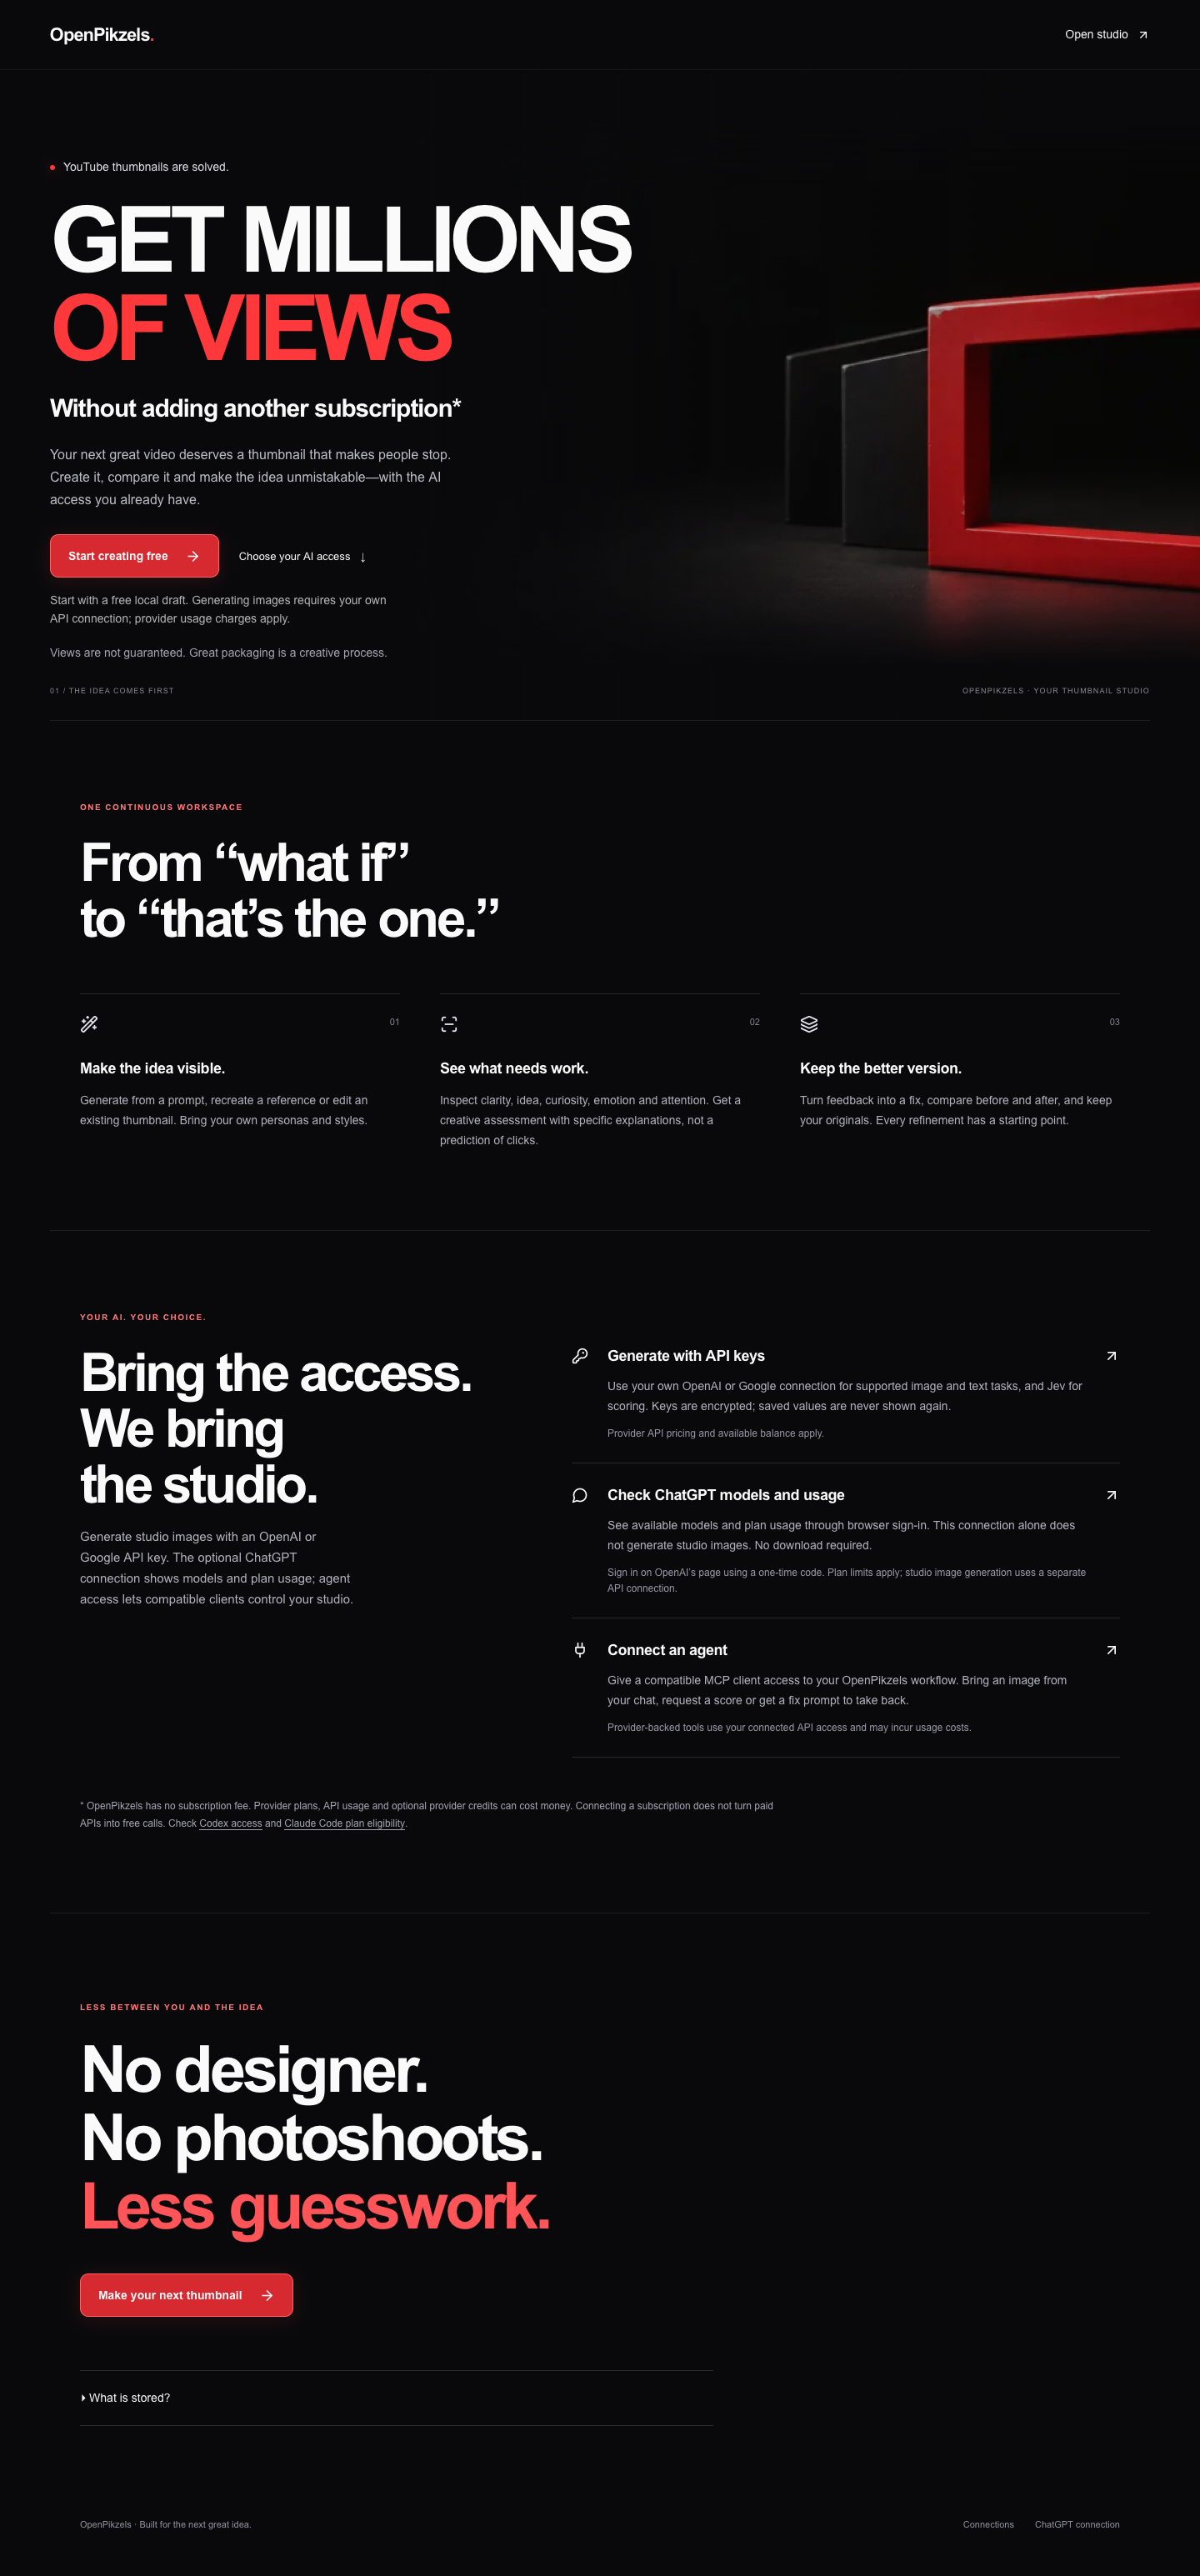 OpenPikzels.
Open studio
YouTube thumbnails are solved.
GET MILLIONS
OF VIEWS
Without adding another subscription*
Your next great video deserves a thumbnail that makes people stop.
Create it, compare it and make the idea unmistakable—with the AI
access you already have.
Start creating free
Choose your AI access ↓
Start with a free local draft. Generating images requires your own
API connection; provider usage charges apply.
Views are not guaranteed. Great packaging is a creative process.
01 / THE IDEA COMES FIRST
OPENPIKZELS · YOUR THUMBNAIL STUDIO
ONE CONTINUOUS WORKSPACE
From “what if”
to “that’s the one.”
01
Make the idea visible.
Generate from a prompt, recreate a reference or edit an
existing thumbnail. Bring your own personas and styles.
02
See what needs work.
Inspect clarity, idea, curiosity, emotion and attention. Get a
creative assessment with specific explanations, not a
prediction of clicks.
03
Keep the better version.
Turn feedback into a fix, compare before and after, and keep
your originals. Every refinement has a starting point.
YOUR AI. YOUR CHOICE.
Bring the access.
We bring
the studio.
Generate studio images with an OpenAI or
Google API key. The optional ChatGPT
connection shows models and plan usage; agent
access lets compatible clients control your studio.
Generate with API keys
Use your own OpenAI or Google connection for supported image and text tasks, and Jev for
scoring. Keys are encrypted; saved values are never shown again.
Provider API pricing and available balance apply.
Check ChatGPT models and usage
See available models and plan usage through browser sign-in. This connection alone does
not generate studio images. No download required.
Sign in on OpenAI’s page using a one-time code. Plan limits apply; studio image generation uses a separate
API connection.
Connect an agent
Give a compatible MCP client access to your OpenPikzels workflow. Bring an image from
your chat, request a score or get a fix prompt to take back.
Provider-backed tools use your connected API access and may incur usage costs.
* OpenPikzels has no subscription fee. Provider plans, API usage and optional provider credits can cost money. Connecting a subscription does not turn paid
APIs into free calls. Check Codex access and Claude Code plan eligibility.
LESS BETWEEN YOU AND THE IDEA
No designer.
No photoshoots.
Less guesswork.
Make your next thumbnail
What is stored?
OpenPikzels · Built for the next great idea.
Connections
ChatGPT connection